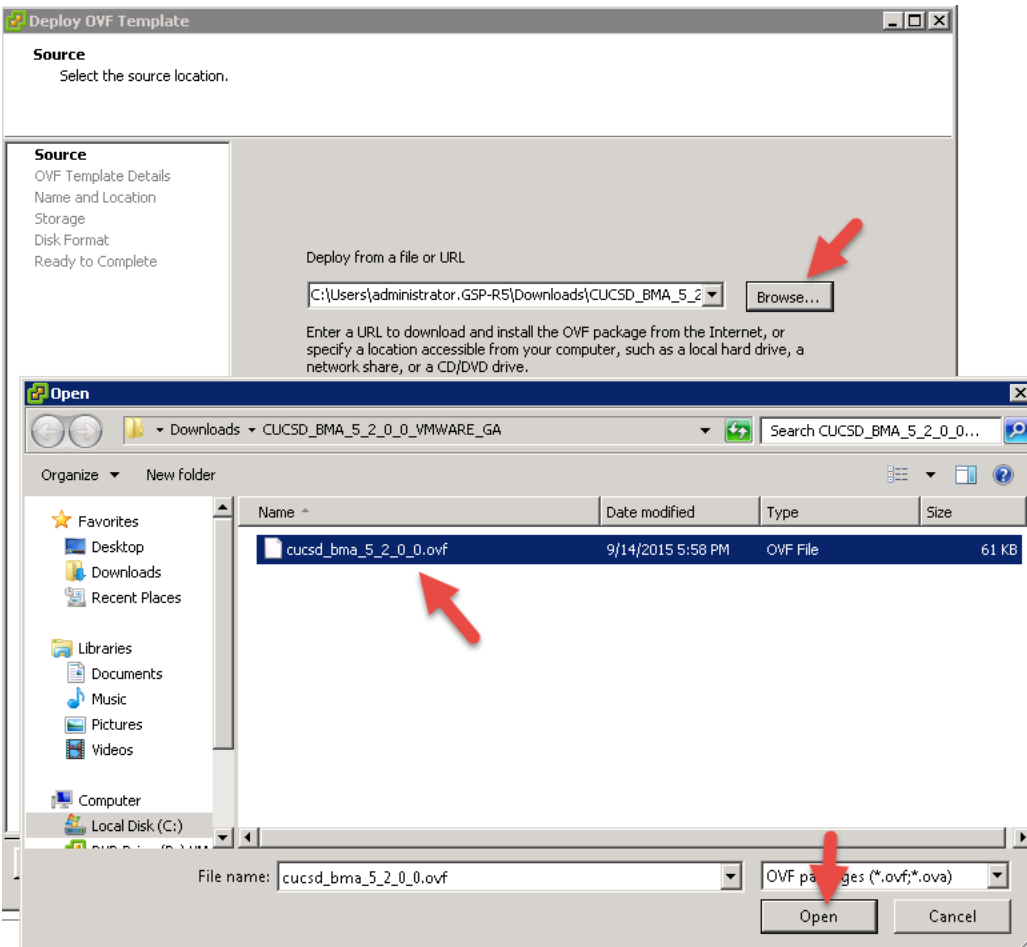 Deploy OVF Template
Source
Select the source location.
Source
OVF Template Details
Name and Location
Storage
Disk Format
Ready to Complete
Deploy from a file or URL
C:\Users\administrator.GSP-R5\Downloads\CUCSD_BMA_5_2
Browse...
Enter a URL to download and install the OVF package from the Internet, or
specify a location accessible from your computer, such as a local hard drive, a
network share, or a CD/DVD drive.
Open
Downloads CUCSD_BMA_5_2_0_0_VMWARE_GA
Search CUCSD_BMA_5_2_0_0...
Organize New folder
Name Date modified Type Size
cucsd_bma_5_2_0_0.ovf 9/14/2015 5:58 PM OVF File 61 KB
Favorites
Desktop
Downloads
Recent Places
Libraries
Documents
Music
Pictures
Videos
Computer
Local Disk (C:)
File name: cucsd_bma_5_2_0_0.ovf
OVF (*.ovf;*.ova)
Open Cancel